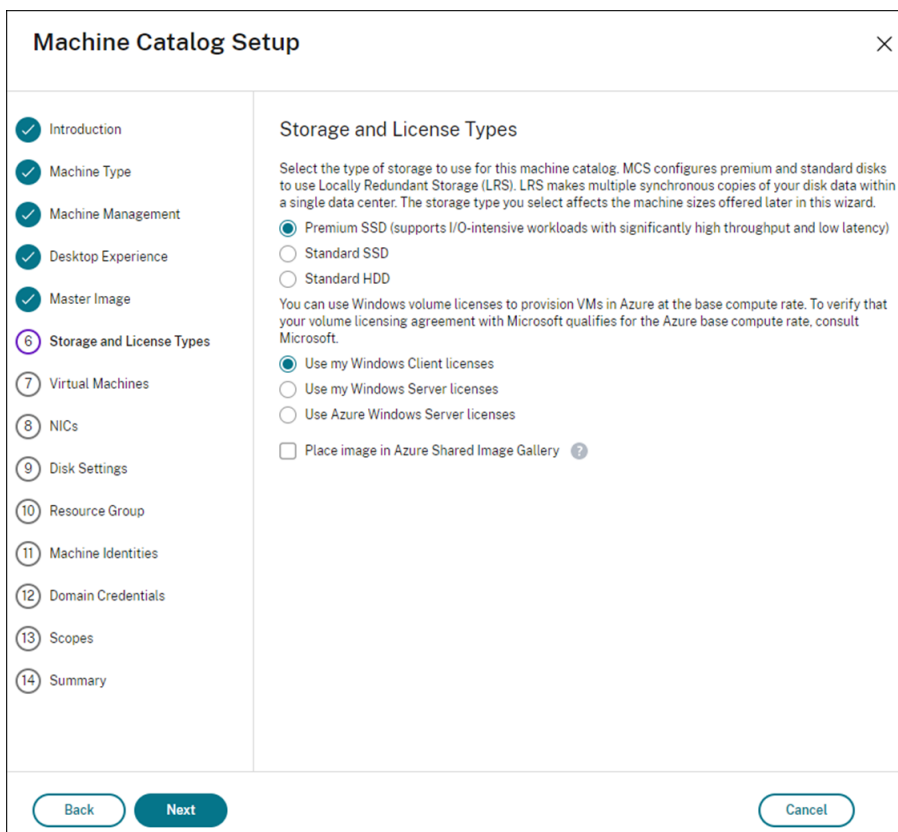 Machine Catalog Setup
Introduction
Machine Type
Machine Management
Desktop Experience
Master Image
6 Storage and License Types
7 Virtual Machines
8 NICs
9 Disk Settings
10 Resource Group
11 Machine Identities
12 Domain Credentials
13 Scopes
14 Summary
Storage and License Types
Select the type of storage to use for this machine catalog. MCS configures premium and standard disks
to use Locally Redundant Storage (LRS). LRS makes multiple synchronous copies of your disk data within
a single data center. The storage type you select affects the machine sizes offered later in this wizard.
Premium SSD (supports I/O-intensive workloads with significantly high throughput and low latency)
Standard SSD
Standard HDD
You can use Windows volume licenses to provision VMs in Azure at the base compute rate. To verify that
your volume licensing agreement with Microsoft qualifies for the Azure base compute rate, consult
Microsoft.
Use my Windows Client licenses
Use my Windows Server licenses
Use Azure Windows Server licenses
Place image in Azure Shared Image Gallery ?
Back
Next
Cancel